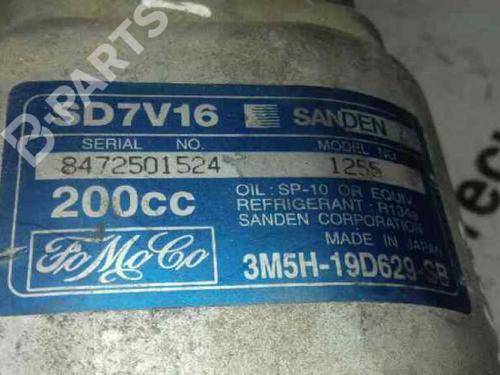 B-PARTS
SD7V16 SANDEN
SERIAL NO. MODEL NO.
8472501524 1255
200cc
OIL: SP-10 OR EQUIV.
REFRIGERANT: R134a
SANDEN CORPORATION
MADE IN JAPAN
FoMoCo
3M5H-19D629-SB